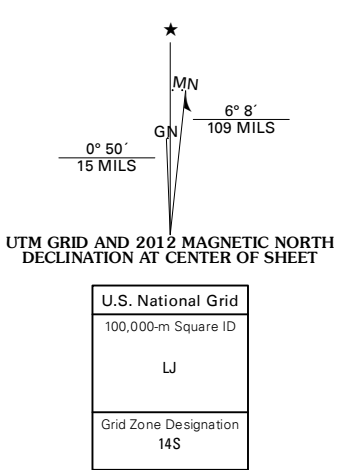 ★
MN
GN
6° 8´
109 MILS
0° 50´
15 MILS
UTM GRID AND 2012 MAGNETIC NORTH
DECLINATION AT CENTER OF SHEET
U.S. National Grid
100,000-m Square ID
LJ
Grid Zone Designation
14S